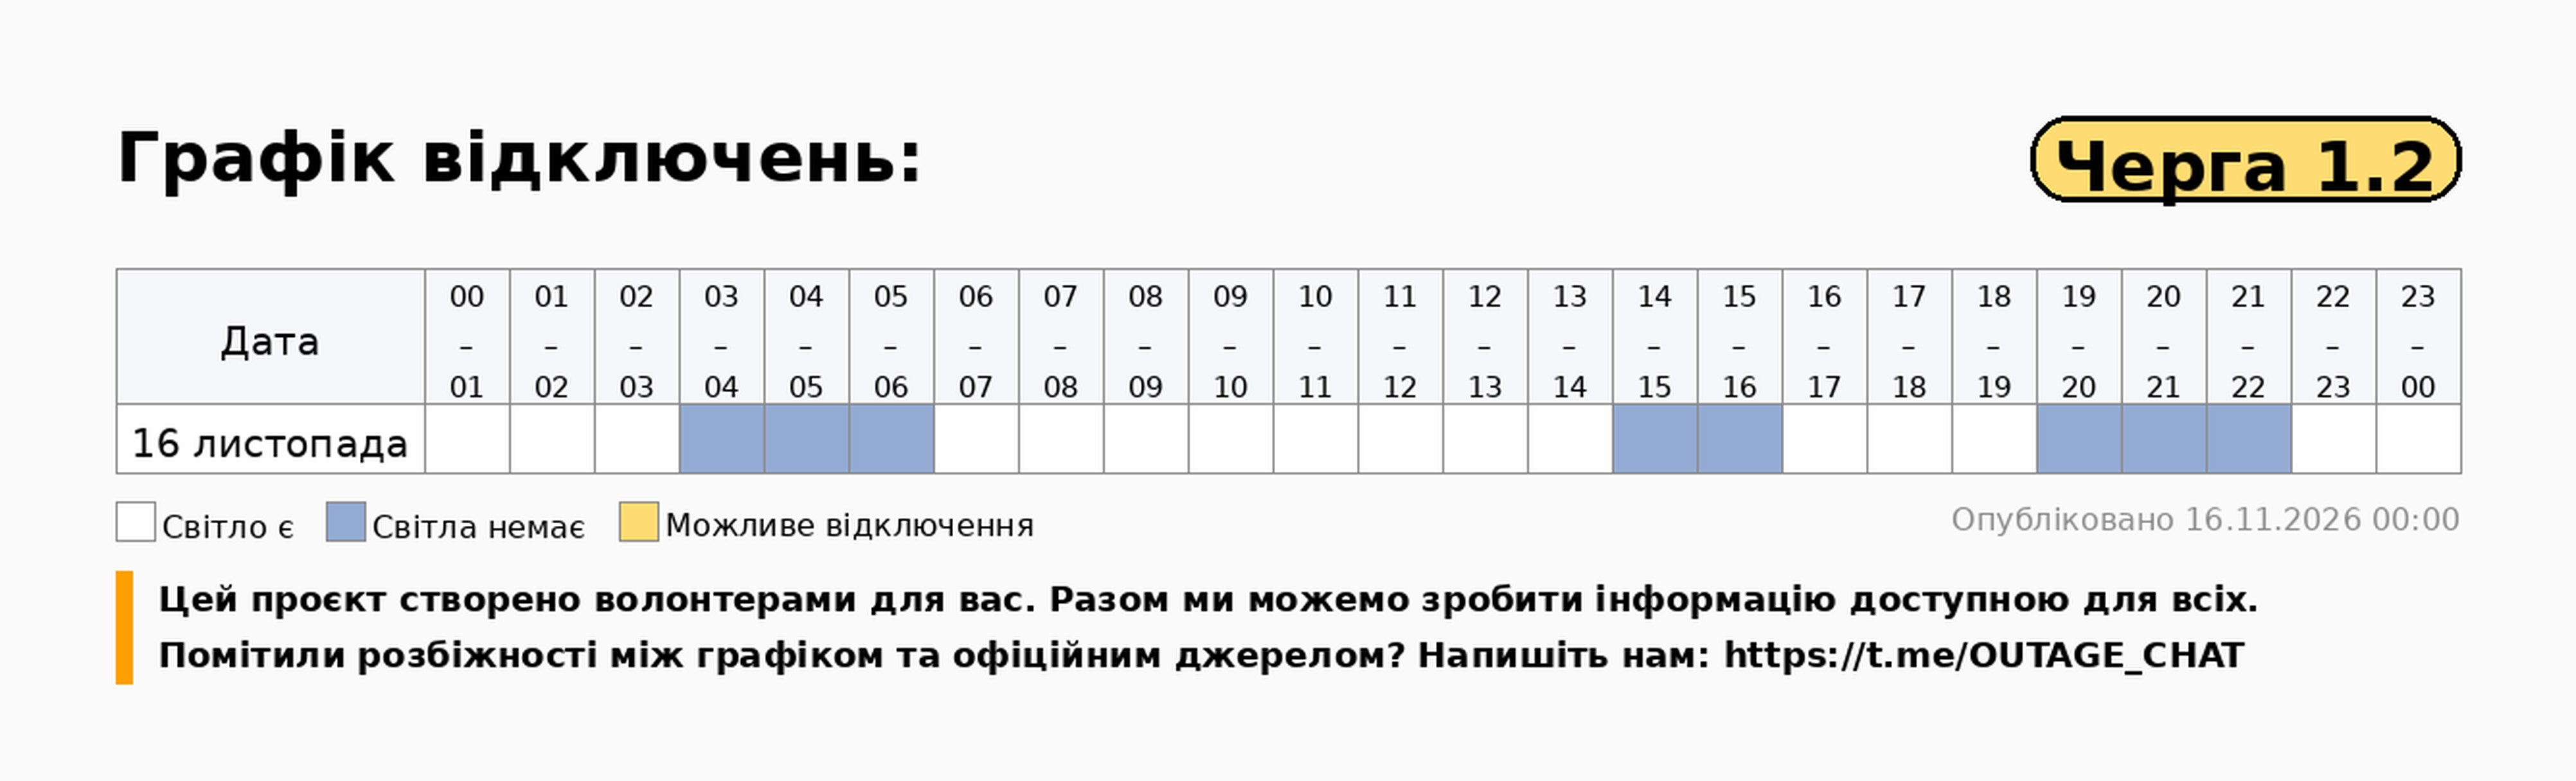 Графік відключень:
Черга 1.2
Дата 00 – 01 01 – 02 02 – 03 03 – 04 04 – 05 05 – 06 06 – 07 07 – 08 08 – 09 09 – 10 10 – 11 11 – 12 12 – 13 13 – 14 14 – 15 15 – 16 16 – 17 17 – 18 18 – 19 19 – 20 20 – 21 21 – 22 22 – 23 23 – 00
16 листопада
Світло є Світла немає Можливе відключення
Опубліковано 16.11.2026 00:00
Цей проєкт створено волонтерами для вас. Разом ми можемо зробити інформацію доступною для всіх.
Помітили розбіжності між графіком та офіційним джерелом? Напишіть нам: https://t.me/OUTAGE_CHAT